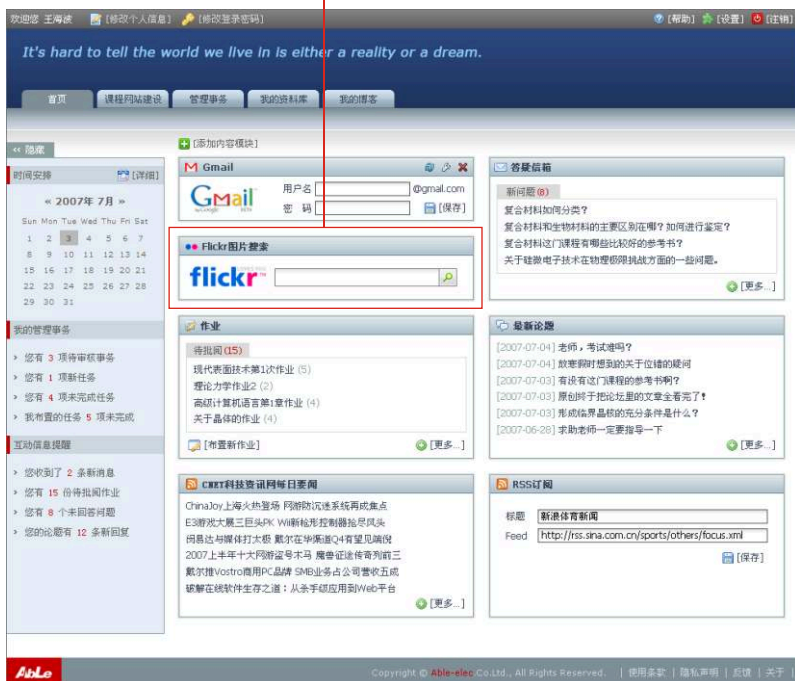 欢迎您 王海波 [修改个人信息] [修改登录密码] [帮助] [设置] [注销]
It's hard to tell the world we live in is either a reality or a dream.
首页 课程网站建设 管理事务 我的资料库 我的博客
« 隐藏
[添加内容模块]
时间安排 [详细]
« 2007年 7月 »
Sun Mon Tue Wed Thu Fri Sat
1 2 3 4 5 6 7
8 9 10 11 12 13 14
15 16 17 18 19 20 21
22 23 24 25 26 27 28
29 30 31
我的管理事务
您有 3 项待审核事务
您有 1 项新任务
您有 4 项未完成任务
我布置的任务 5 项未完成
互动信息提醒
您收到了 2 条新消息
您有 15 份待批阅作业
您有 8 个未回答问题
您的论题有 12 条新回复
Gmail
Gmail
用户名 @gmail.com
密 码 [保存]
Flickr图片搜索
flickr
作业
待批阅(15)
现代表面技术第1次作业 (5)
理论力学作业2 (2)
高级计算机语言第1章作业 (4)
关于晶体的作业 (4)
[布置新作业] [更多...]
CNET科技资讯网每日要闻
ChinaJoy上海火热登场 网游防沉迷系统再成焦点
E3游戏大展三巨头PK Wii新枪形控制器抢尽风头
闵易达与媒体打太极 戴尔在华渠道Q4有望见端倪
2007上半年十大网游盗号木马 魔兽征途传奇列前三
戴尔推Vostro商用PC品牌 SMB业务占公司营收五成
破解在线软件生存之道：从杀手级应用到Web平台
[更多...]
答疑信箱
新问题(8)
复合材料如何分类?
复合材料和生物材料的主要区别在哪?如何进行鉴定?
复合材料这门课程有哪些比较好的参考书?
关于硅微电子技术在物理极限挑战方面的一些问题。
[更多...]
最新论题
[2007-07-04] 老师，考试难吗?
[2007-07-04] 放寒假时想到的关于位错的疑问
[2007-07-03] 有没有这门课程的参考书啊?
[2007-07-03] 原创终于把论坛里的文章全看完了!
[2007-07-03] 形成临界晶核的充分条件是什么?
[2007-06-28] 求助老师一定要指导一下
[更多...]
RSS订阅
标题 新浪体育新闻
Feed http://rss.sina.com.cn/sports/others/focus.xml
[保存]
AbLe
Copyright © Able-elec Co.Ltd., All Rights Reserved. | 使用条款 | 隐私声明 | 反馈 | 关于 |